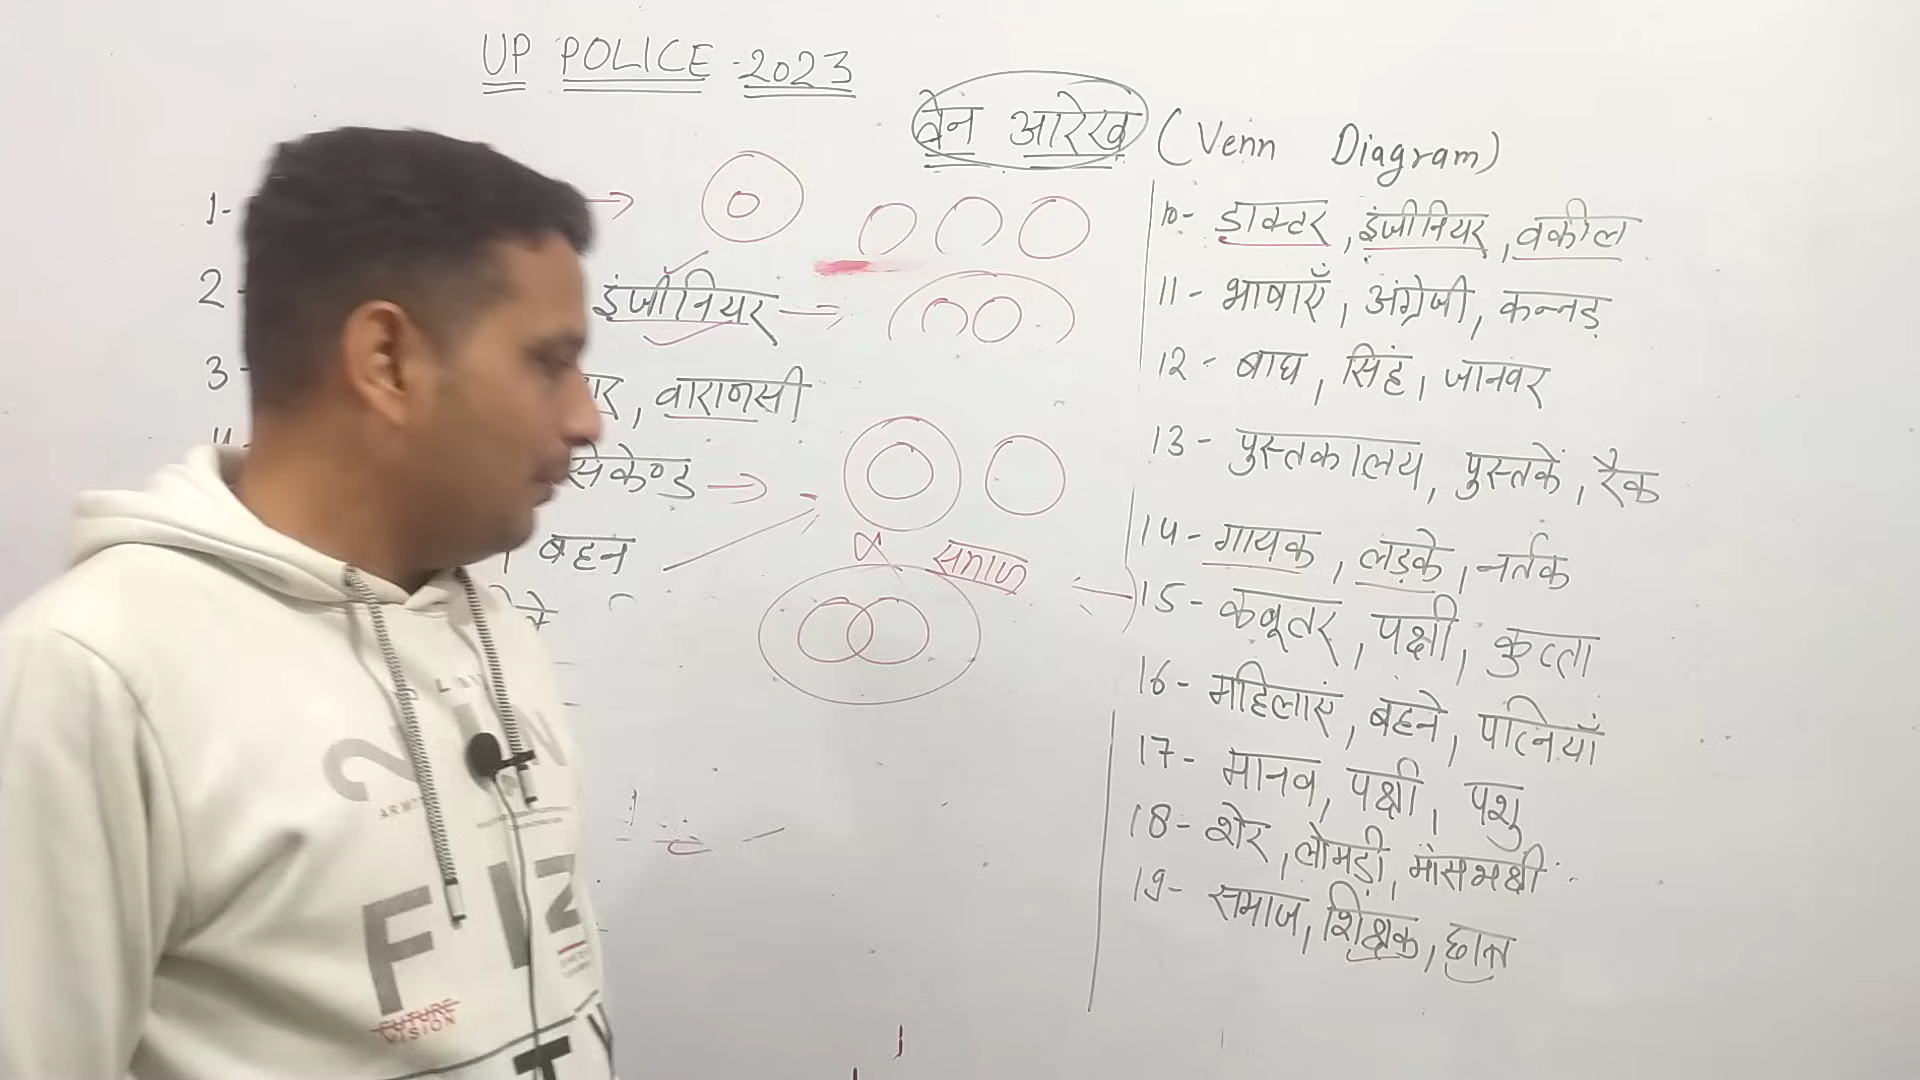 UP POLICE - 2023
वेन आरेख (Venn Diagram)
1-
2
इंजीनियर
3
, वाराणसी
सेकेण्ड
बहन
समाज
10- डाक्टर, इंजीनियर, वकील
11- भाषाएँ, अंग्रेजी, कन्नड़
12- बाघ, सिंह, जानवर
13- पुस्तकालय, पुस्तकें, रैक
14- गायक, लड़के, नर्तक
15- कबूतर, पक्षी, कुत्ता
16- महिलाएं, बहने, पत्नियाँ
17- मानव, पक्षी, पशु
18- शेर, लोमड़ी, मांसभक्षी
19- समाज, शिक्षक, छात्र
F
FUTURE
VISION